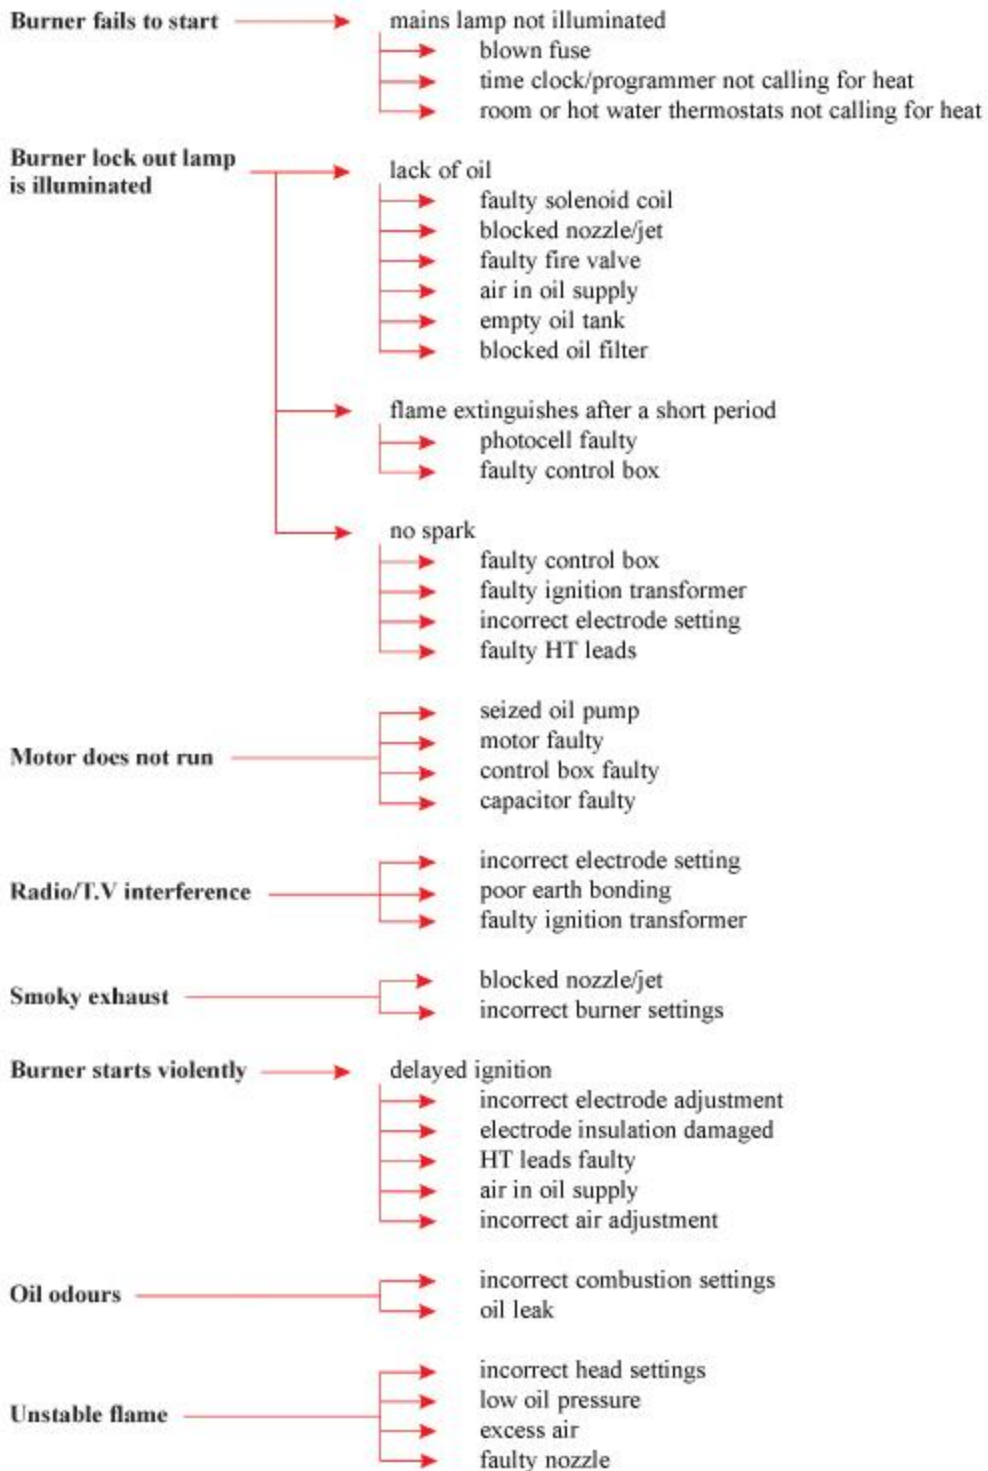 Burner fails to start
mains lamp not illuminated
blown fuse
time clock/programmer not calling for heat
room or hot water thermostats not calling for heat
Burner lock out lamp
is illuminated
lack of oil
faulty solenoid coil
blocked nozzle/jet
faulty fire valve
air in oil supply
empty oil tank
blocked oil filter
flame extinguishes after a short period
photocell faulty
faulty control box
no spark
faulty control box
faulty ignition transformer
incorrect electrode setting
faulty HT leads
Motor does not run
seized oil pump
motor faulty
control box faulty
capacitor faulty
Radio/T.V interference
incorrect electrode setting
poor earth bonding
faulty ignition transformer
Smoky exhaust
blocked nozzle/jet
incorrect burner settings
Burner starts violently
delayed ignition
incorrect electrode adjustment
electrode insulation damaged
HT leads faulty
air in oil supply
incorrect air adjustment
Oil odours
incorrect combustion settings
oil leak
Unstable flame
incorrect head settings
low oil pressure
excess air
faulty nozzle